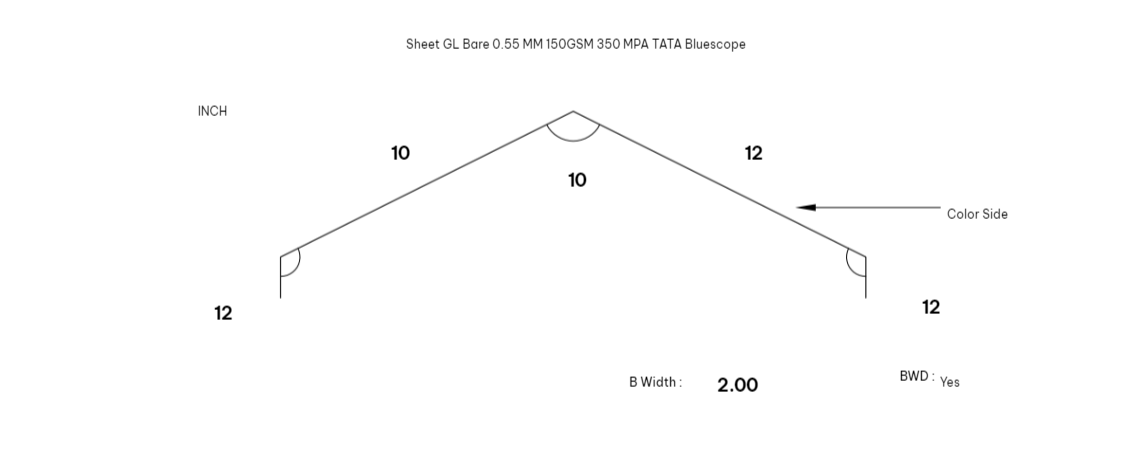 Sheet GL Bare 0.55 MM 150GSM 350 MPA TATA Bluescope
INCH
10
12
10
Color Side
12
12
B Width : 2.00
BWD : Yes